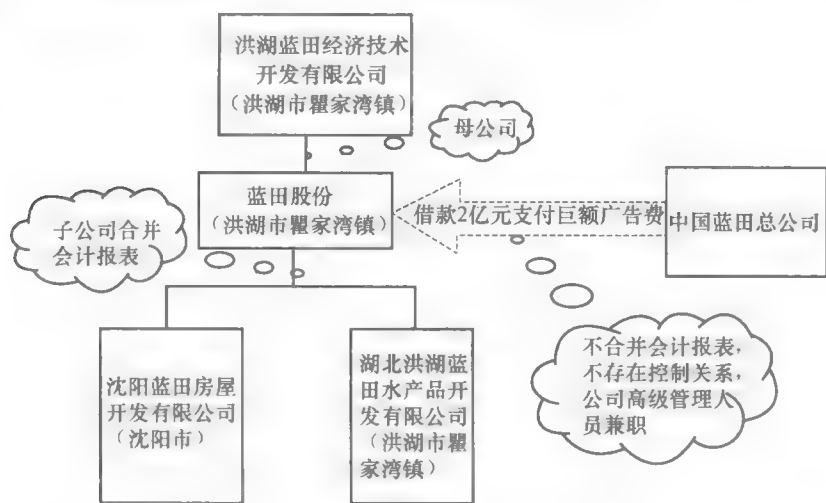 洪湖蓝田经济技术
开发有限公司
（洪湖市瞿家湾镇）
母公司
蓝田股份
（洪湖市瞿家湾镇）
借款2亿元支付巨额广告费
中国蓝田总公司
子公司合并
会计报表
沈阳蓝田房屋
开发有限公司
（沈阳市）
湖北洪湖蓝
田水产品开
发有限公司
（洪湖市瞿
家湾镇）
不合并会计报表，
不存在控制关系，
公司高级管理人
员兼职